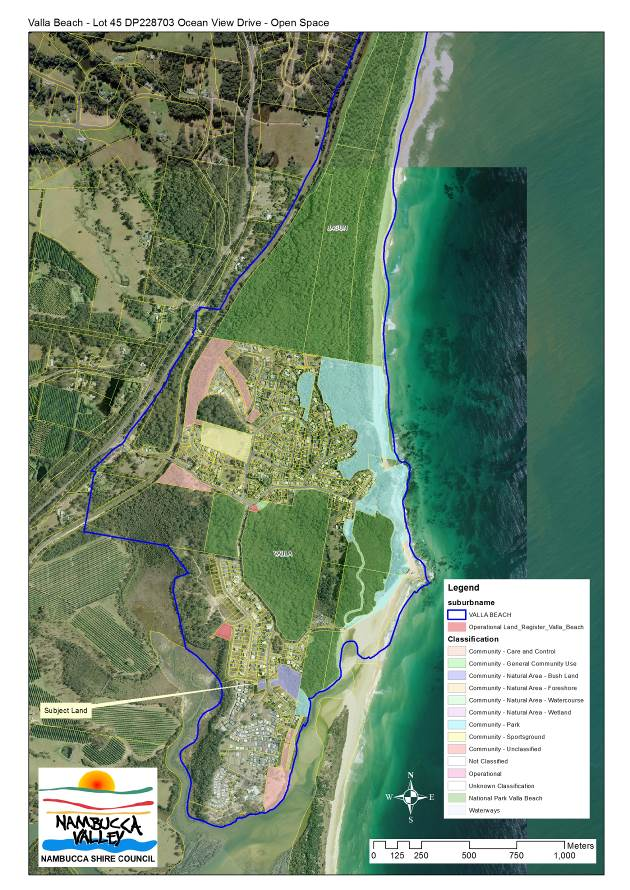 Valla Beach - Lot 45 DP228703 Ocean View Drive - Open Space
VALLA
Subject Land
Legend
suburbname
VALLA BEACH
Operational Land_Register_Valla_Beach
Classification
Community - Care and Control
Community - General Community Use
Community - Natural Area - Bush Land
Community - Natural Area - Foreshore
Community - Natural Area - Watercourse
Community - Natural Area - Wetland
Community - Park
Community - Sportsground
Community - Unclassified
Not Classified
Operational
Unknown Classification
National Park Valla Beach
Waterways
N
W E
S
Meters
0 125 250 500 750 1,000
NAMBUCCA
VALLEY
NAMBUCCA SHIRE COUNCIL